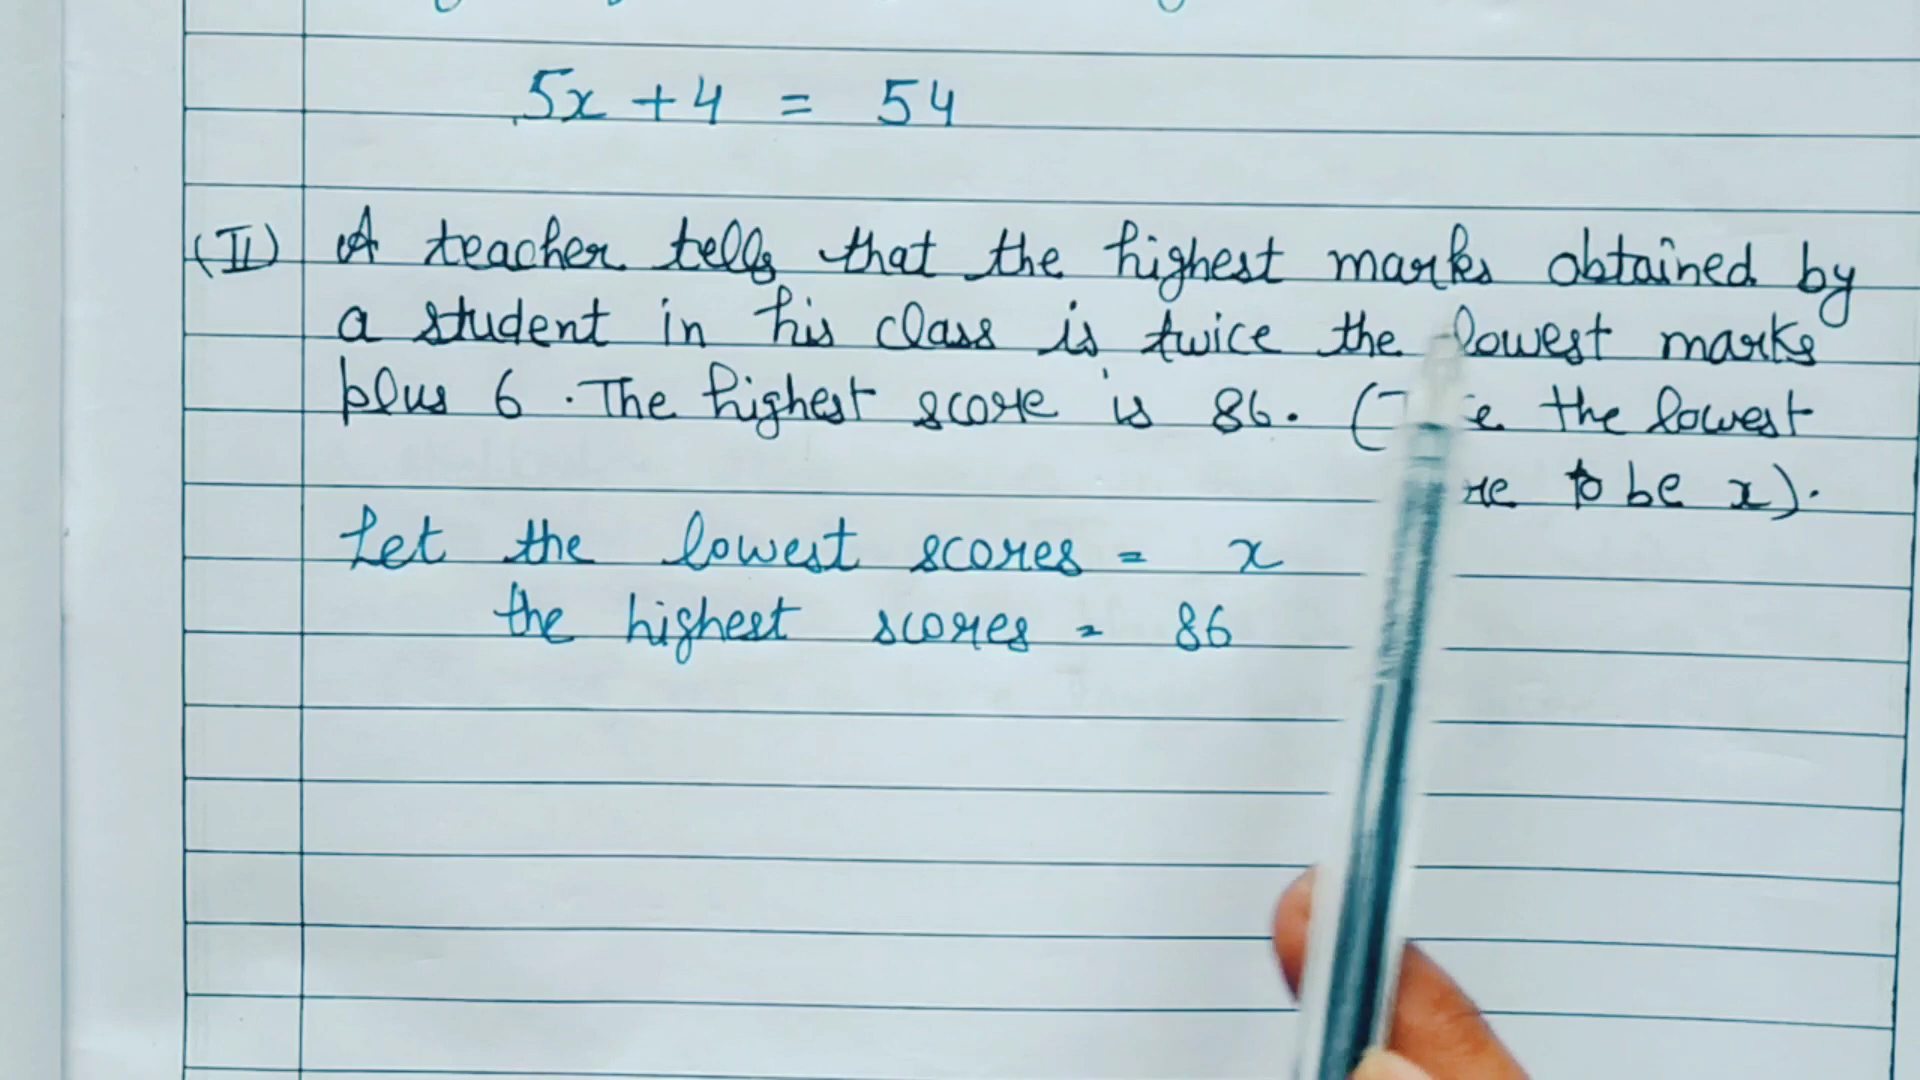 5x + 4 = 54
(II) A teacher tells that the highest marks obtained by
a student in his class is twice the lowest marks
plus 6. The highest score is 86. ( the lowest
to be x).
Let the lowest scores = x
the highest scores = 86